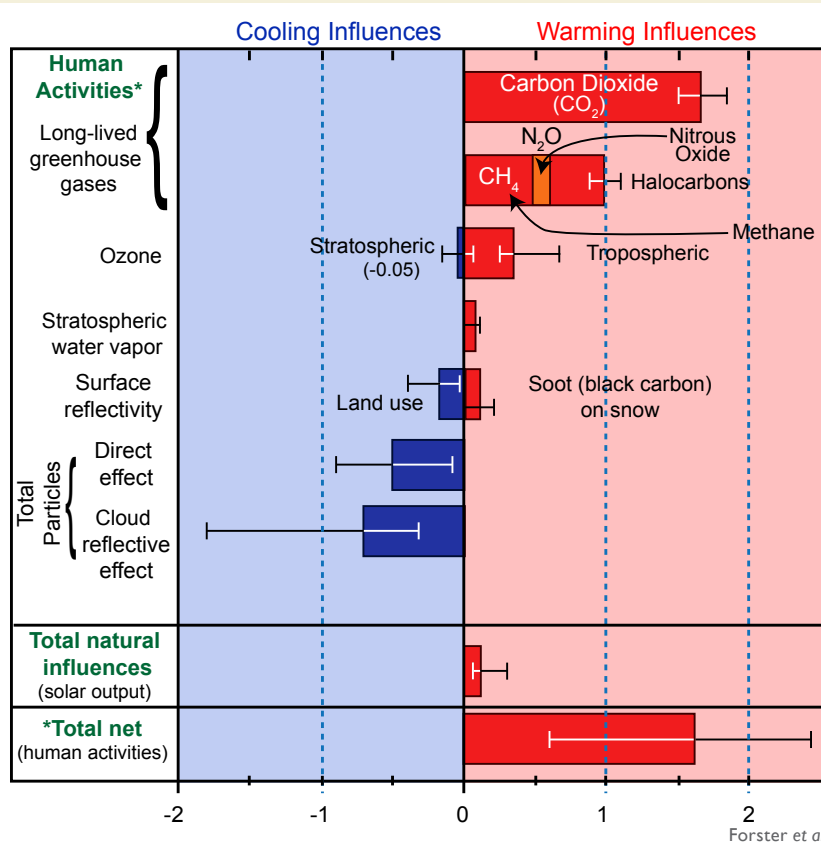 Cooling Influences
Warming Influences
Human
Activities*
Long-lived
greenhouse
gases
Carbon Dioxide
(CO2)
N2O
Nitrous
Oxide
CH4
Halocarbons
Methane
Ozone
Stratospheric
(-0.05)
Tropospheric
Stratospheric
water vapor
Surface
reflectivity
Land use
Soot (black carbon)
on snow
Total
Particles
Direct
effect
Cloud
reflective
effect
Total natural
influences
(solar output)
*Total net
(human activities)
-2 -1 0 1 2
Forster et a